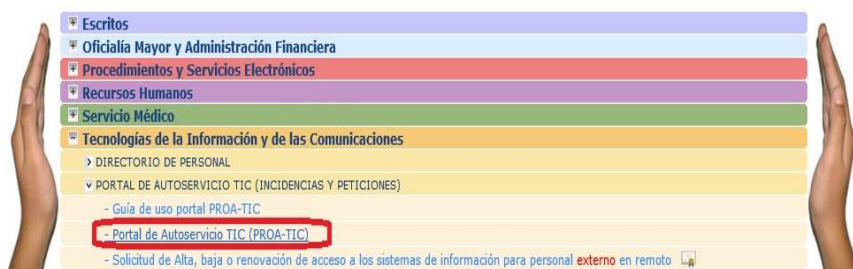 Escritos
Oficialía Mayor y Administración Financiera
Procedimientos y Servicios Electrónicos
Recursos Humanos
Servicio Médico
Tecnologías de la Información y de las Comunicaciones
DIRECTORIO DE PERSONAL
PORTAL DE AUTOSERVICIO TIC (INCIDENCIAS Y PETICIONES)
- Guía de uso portal PROA-TIC
- Portal de Autoservicio TIC (PROA-TIC)
- Solicitud de Alta, baja o renovación de acceso a los sistemas de información para personal externo en remoto